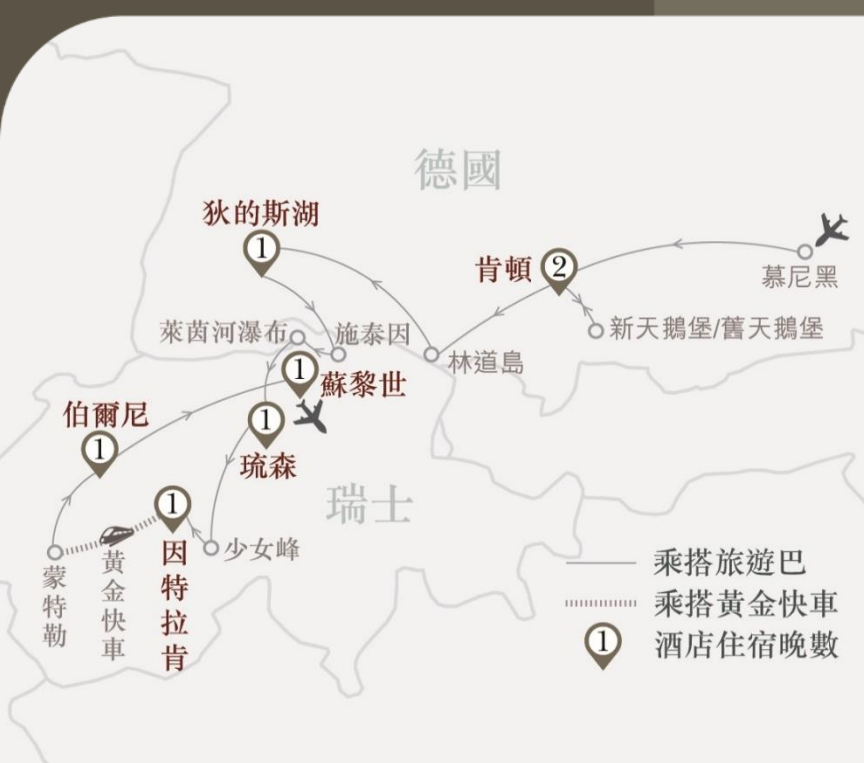 德國
狄的斯湖
1
肯頓
2
慕尼黑
新天鵝堡/舊天鵝堡
萊茵河瀑布
施泰因
林道島
1
蘇黎世
伯爾尼
1
1
琉森
瑞士
1
因特拉肯
少女峰
蒙特勒
黃金快車
乘搭旅遊巴
乘搭黃金快車
1
酒店住宿晚數